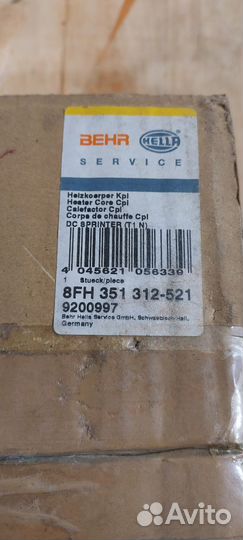 BEHR HELLA
SERVICE
Heizkoerper Kpl
Heater Core Cpl
Calefactor Cpl
Corps de chauffe Cpl
DC SPRINTER (T1 N)
4 045621 056339
1 Stueck/piece
8FH 351 312-521
9200997
Behr Hella Service GmbH, Schwaebisch Hall,
Germany
Avito